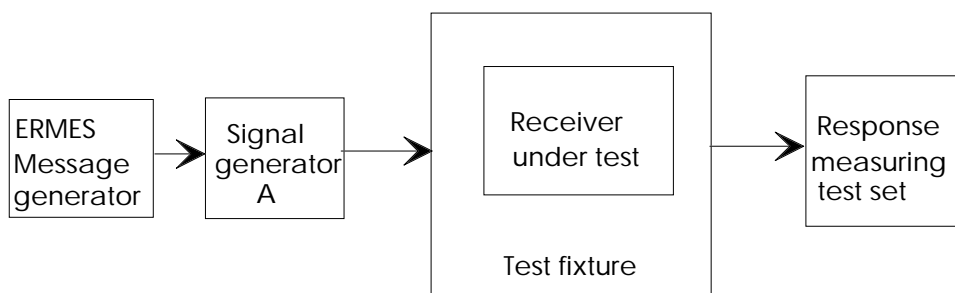 ERMES
Message
generator
Signal
generator
A
Receiver
under test
Test fixture
Response
measuring
test set